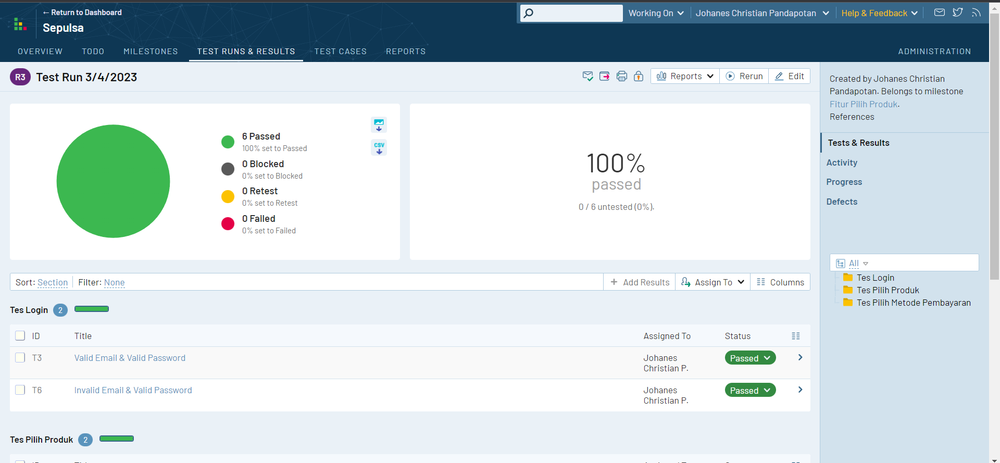 ← Return to Dashboard
Sepulsa
Working On
Johanes Christian Pandapotan
Help & Feedback
OVERVIEW
TODO
MILESTONES
TEST RUNS & RESULTS
TEST CASES
REPORTS
ADMINISTRATION
R3
Test Run 3/4/2023
Reports
Rerun
Edit
6 Passed
100% set to Passed
0 Blocked
0% set to Blocked
0 Retest
0% set to Retest
0 Failed
0% set to Failed
CSV
100%
passed
0 / 6 untested (0%).
Sort: Section
Filter: None
Add Results
Assign To
Columns
Tes Login 2
ID Title Assigned To Status
T3 Valid Email & Valid Password Johanes Passed
Christian P.
T6 Invalid Email & Valid Password Johanes Passed
Christian P.
Tes Pilih Produk 2
Created by Johanes Christian
Pandapotan. Belongs to milestone
Fitur Pilih Produk.
References
Tests & Results
Activity
Progress
Defects
All
Tes Login
Tes Pilih Produk
Tes Pilih Metode Pembayaran